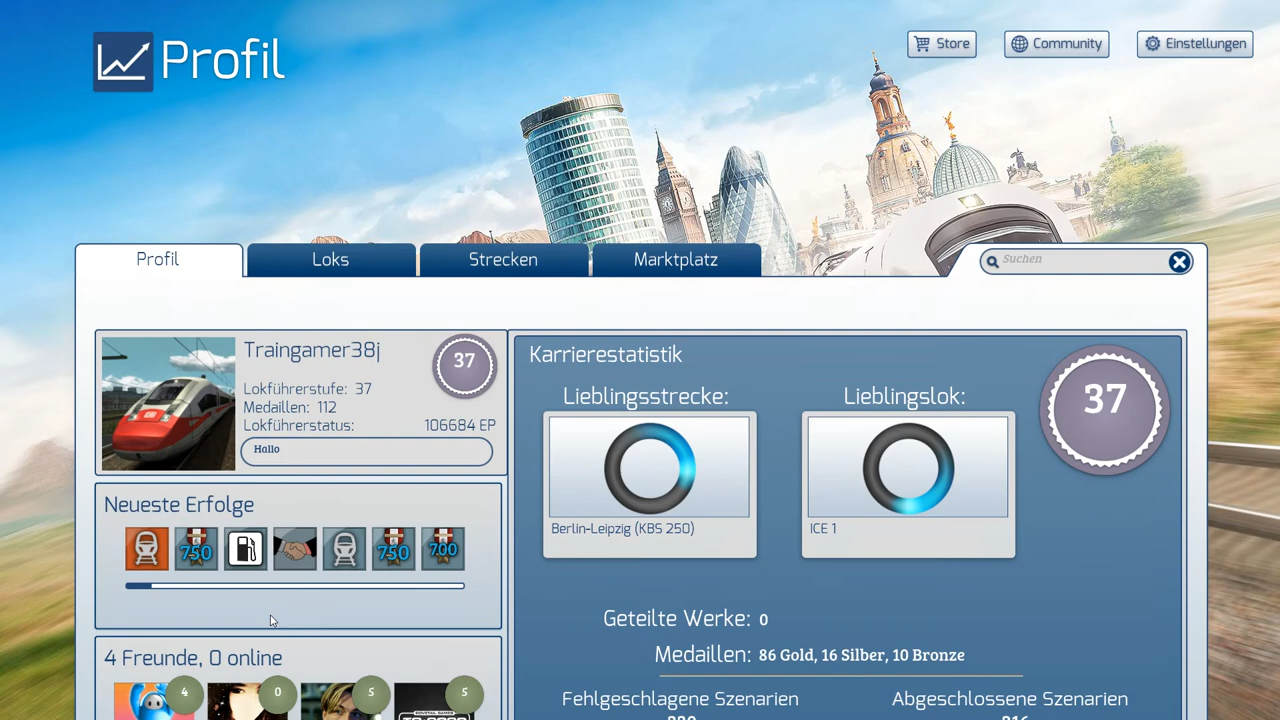 Profil
Store
Community
Einstellungen
Profil
Loks
Strecken
Marktplatz
Suchen
Traingamer38j
37
Lokführerstufe: 37
Medaillen: 112
Lokführerstatus: 106684 EP
Hallo
Neueste Erfolge
750
750
700
4 Freunde, 0 online
4
0
5
5
Karrierestatistik
37
Lieblingsstrecke:
Lieblingslok:
Berlin-Leipzig (KBS 250)
ICE 1
Geteilte Werke: 0
Medaillen: 86 Gold, 16 Silber, 10 Bronze
Fehlgeschlagene Szenarien
Abgeschlossene Szenarien